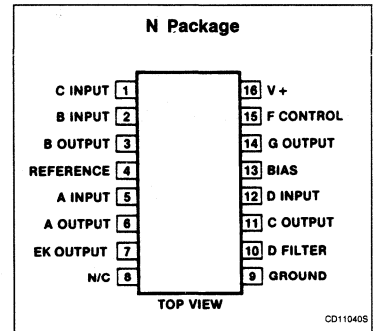 N Package
C INPUT 1
B INPUT 2
B OUTPUT 3
REFERENCE 4
A INPUT 5
A OUTPUT 6
EK OUTPUT 7
N/C 8
16 V +
15 F CONTROL
14 G OUTPUT
13 BIAS
12 D INPUT
11 C OUTPUT
10 D FILTER
9 GROUND
TOP VIEW
CD11040S